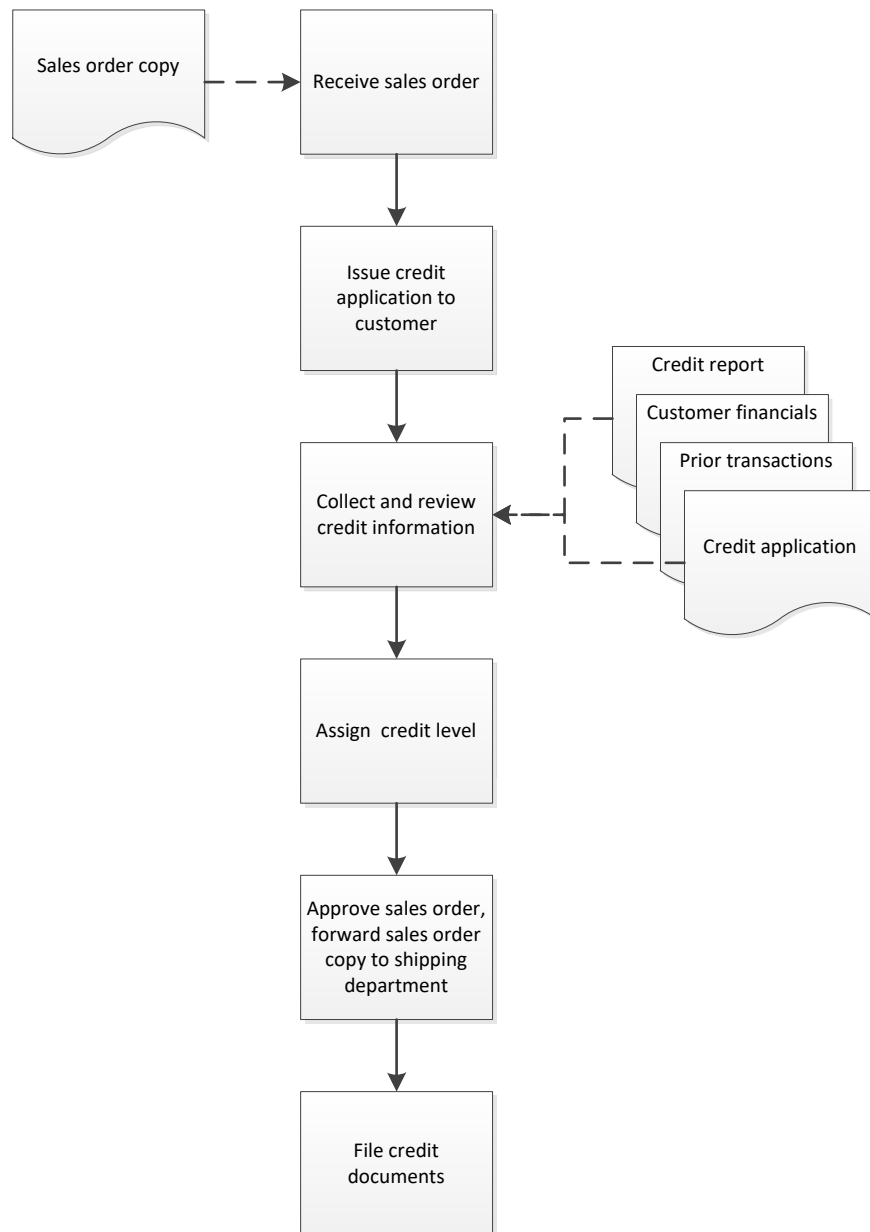 Sales order copy
Receive sales order
Issue credit
application to
customer
Credit report
Customer financials
Prior transactions
Credit application
Collect and review
credit information
Assign  credit level
Approve sales order,
forward sales order
copy to shipping
department
File credit
documents